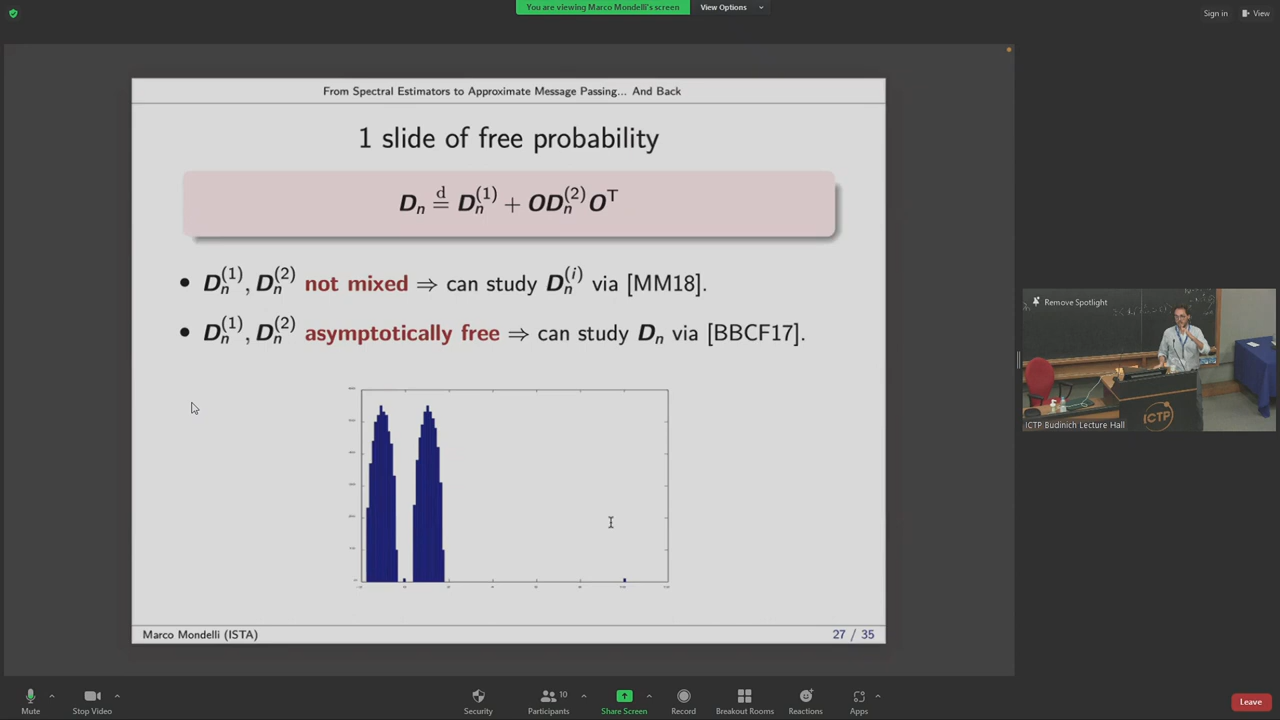 You are viewing Marco Mondelli's screen
View Options
Sign in
View
From Spectral Estimators to Approximate Message Passing... And Back
1 slide of free probability
D_n \overset{d}{=} D_n^{(1)} + O D_n^{(2)} O^T
• D_n^{(1)}, D_n^{(2)} not mixed ⇒ can study D_n^{(i)} via [MM18].
• D_n^{(1)}, D_n^{(2)} asymptotically free ⇒ can study D_n via [BBCF17].
Marco Mondelli (ISTA)
27 / 35
Remove Spotlight
ICTP
ICTP Budinich Lecture Hall
Mute
Stop Video
Security
Participants
10
Share Screen
Record
Breakout Rooms
Reactions
Apps
Leave